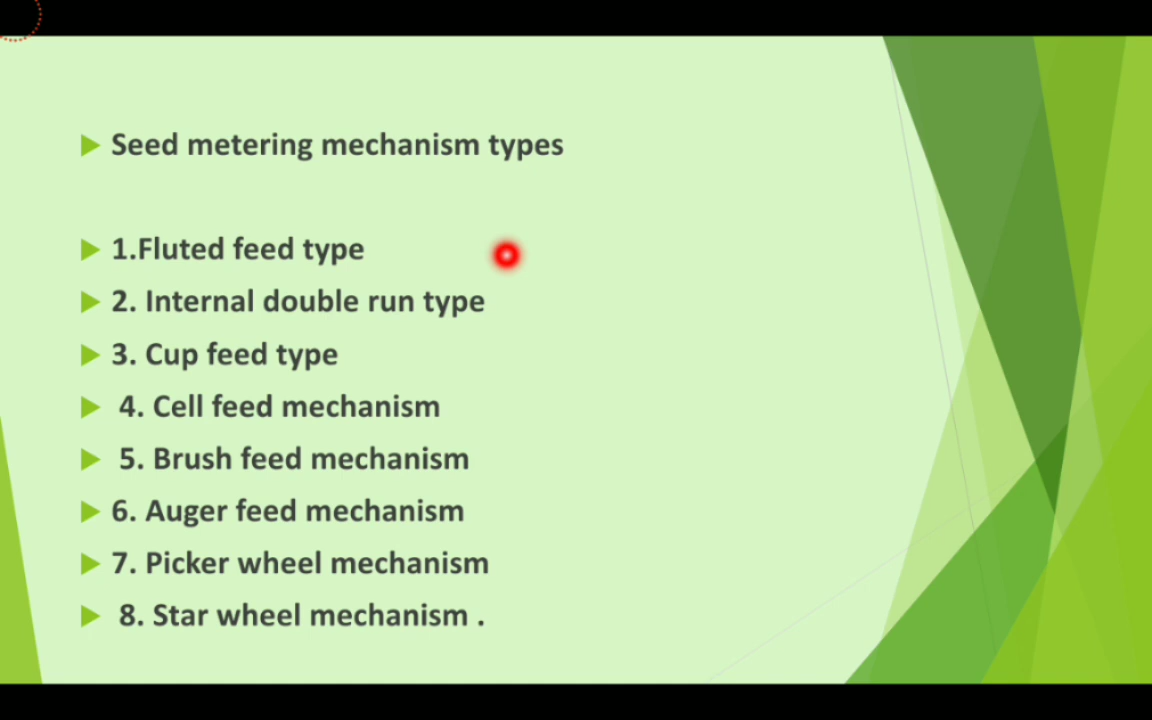 Seed metering mechanism types
1.Fluted feed type
2. Internal double run type
3. Cup feed type
4. Cell feed mechanism
5. Brush feed mechanism
6. Auger feed mechanism
7. Picker wheel mechanism
8. Star wheel mechanism .